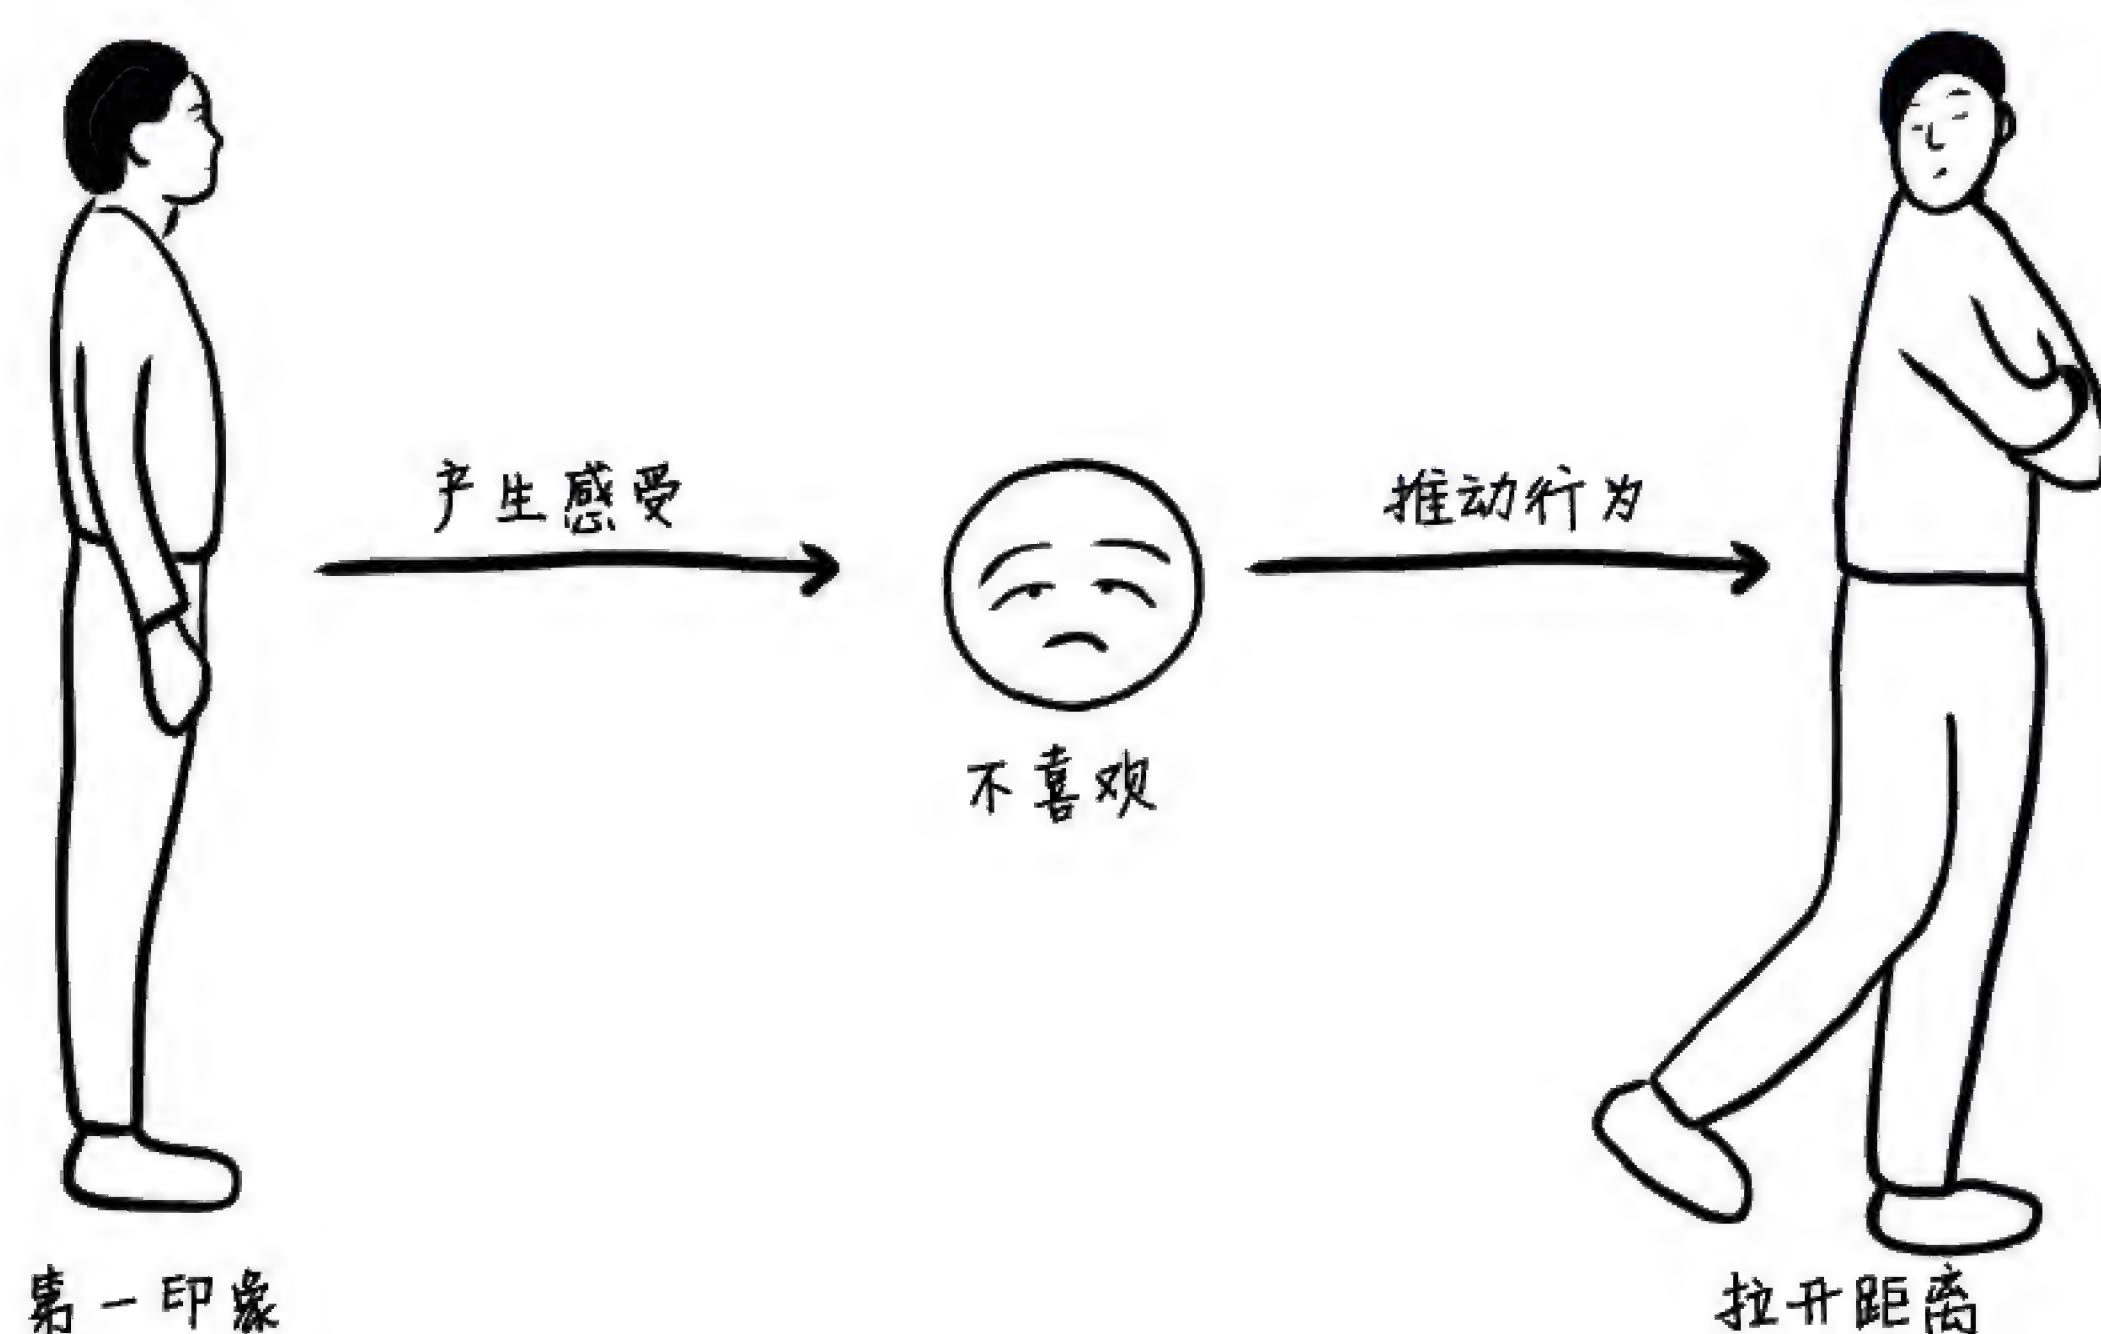 产生感受
推动行为
不喜欢
第一印象
拉开距离